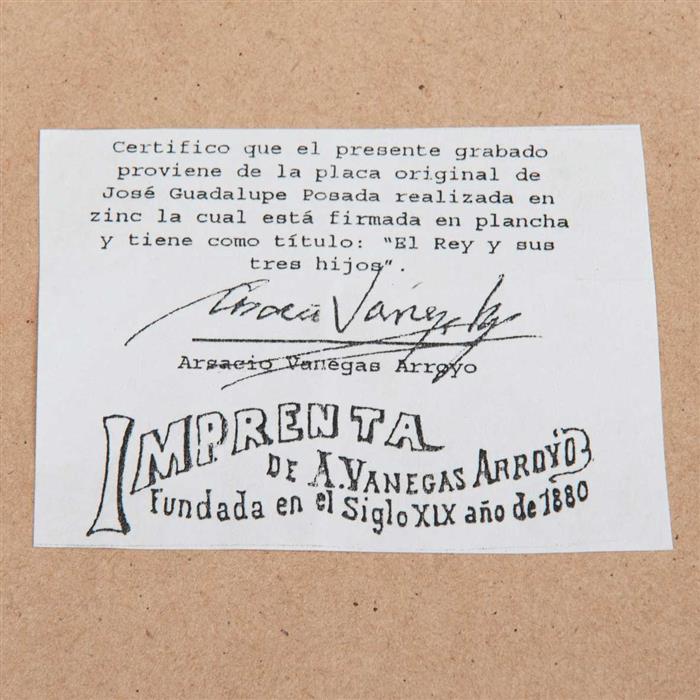 Certifico que el presente grabado
proviene de la placa original de
José Guadalupe Posada realizada en
zinc la cual está firmada en plancha
y tiene como título: "El Rey y sus
tres hijos".
Arsacio Vanegas Arroyo
IMPRENTA
DE A. VANEGAS ARROYO
Fundada en el Siglo XIX año de 1880